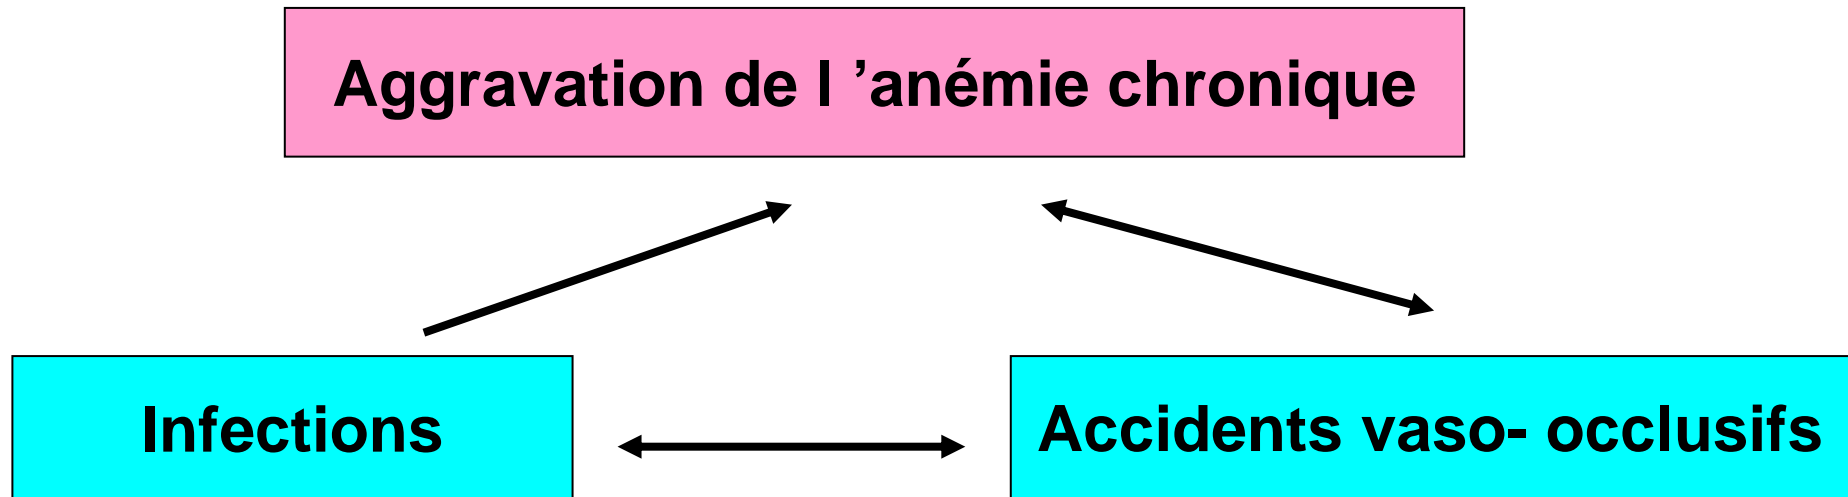 Aggravation de l ’anémie chronique
Infections
Accidents vaso- occlusifs